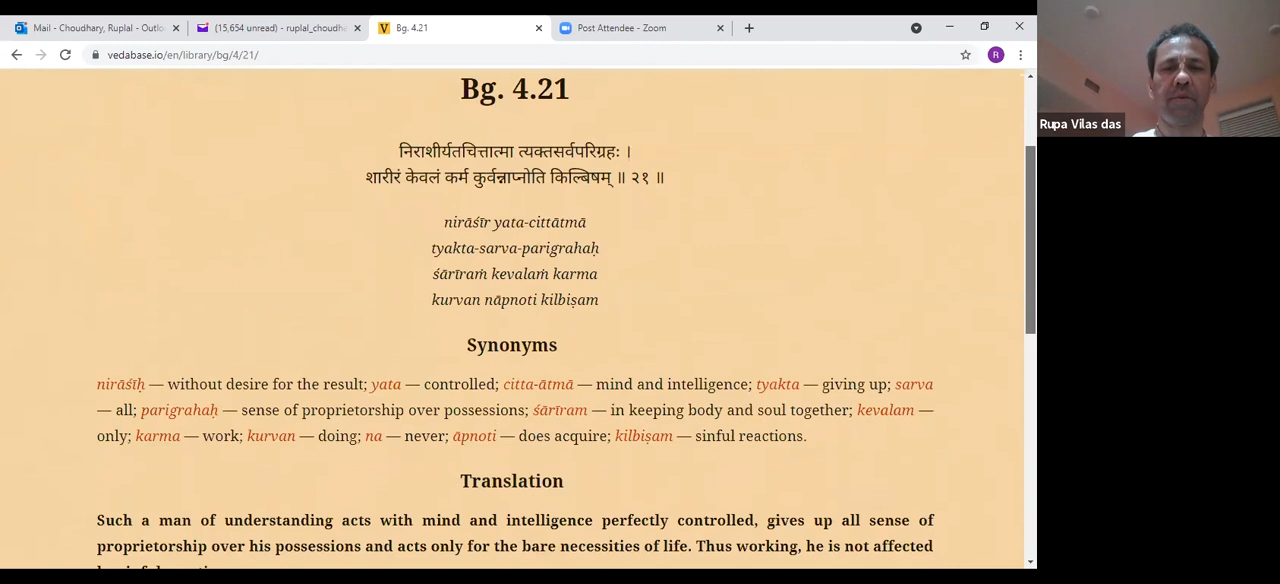 Mail - Choudhary, Ruplal - Outlo
(15,654 unread) - ruplal_choudha
Bg. 4.21
Post Attendee - Zoom
vedabase.io/en/library/bg/4/21/
R
Rupa Vilas das
Bg. 4.21
निराशीर्यतचित्तात्मा त्यक्तसर्वपरिग्रहः ।
शारीरं केवलं कर्म कुर्वन्नाप्नोति किल्बिषम् ॥ २१ ॥
nirāśīr yata-cittātmā
tyakta-sarva-parigrahaḥ
śārīraṁ kevalaṁ karma
kurvan nāpnoti kilbiṣam
Synonyms
nirāśīḥ — without desire for the result; yata — controlled; citta-ātmā — mind and intelligence; tyakta — giving up; sarva
— all; parigrahaḥ — sense of proprietorship over possessions; śārīram — in keeping body and soul together; kevalam —
only; karma — work; kurvan — doing; na — never; āpnoti — does acquire; kilbiṣam — sinful reactions.
Translation
Such a man of understanding acts with mind and intelligence perfectly controlled, gives up all sense of
proprietorship over his possessions and acts only for the bare necessities of life. Thus working, he is not affected